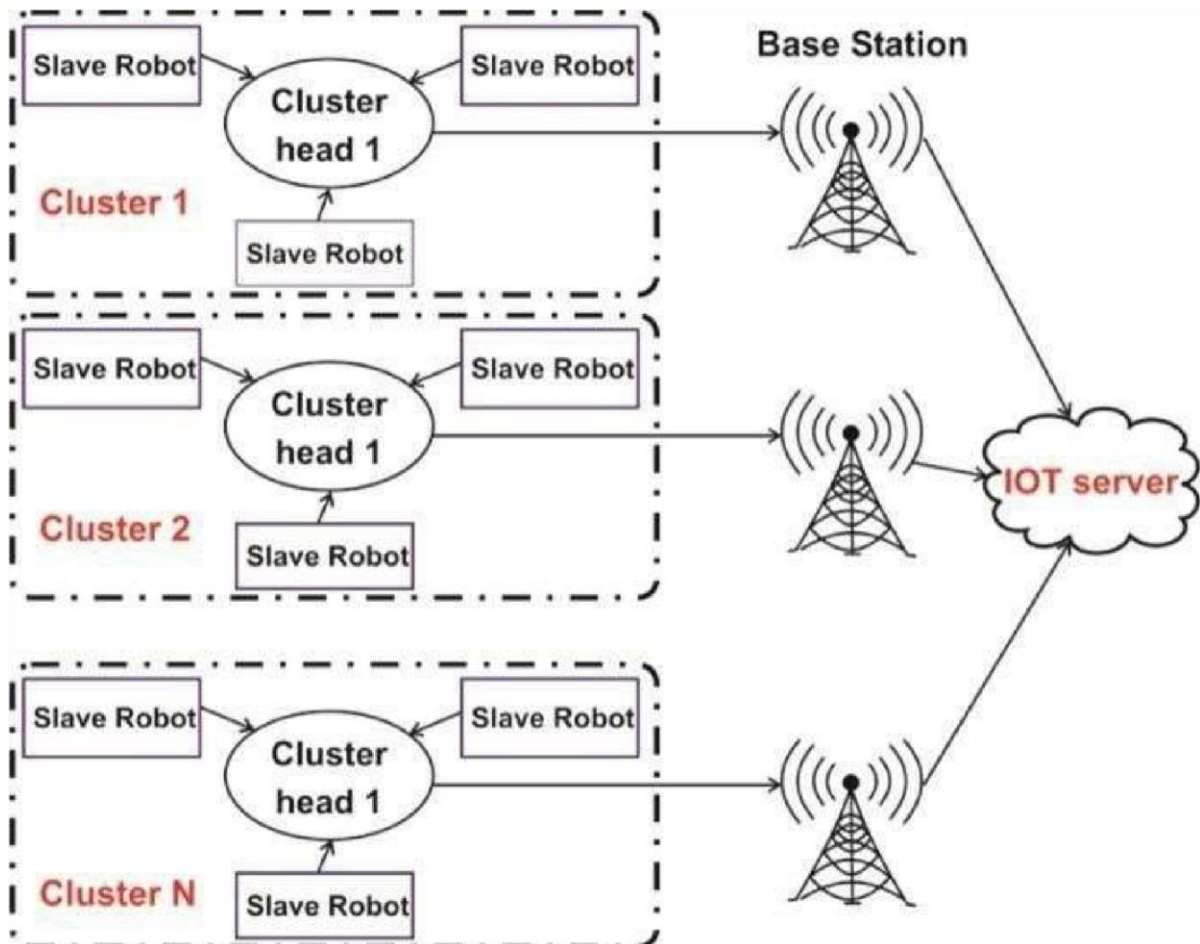 Slave Robot
Slave Robot
Base Station
Cluster
head 1
Cluster 1
Slave Robot
Slave Robot
Slave Robot
Cluster
head 1
IOT server
Cluster 2
Slave Robot
Slave Robot
Slave Robot
Cluster
head 1
Cluster N
Slave Robot